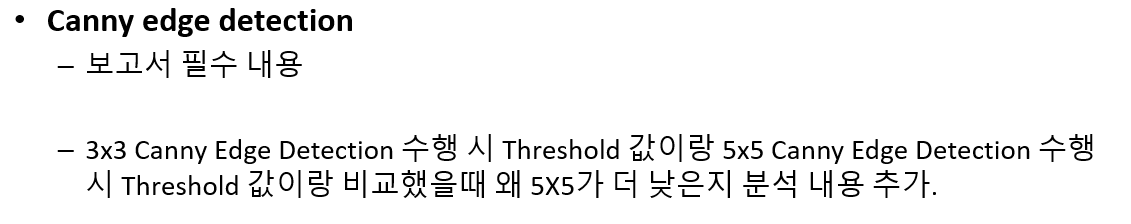 • Canny edge detection
– 보고서 필수 내용
– 3x3 Canny Edge Detection 수행 시 Threshold 값이랑 5x5 Canny Edge Detection 수행
시 Threshold 값이랑 비교했을때 왜 5X5가 더 낮은지 분석 내용 추가.